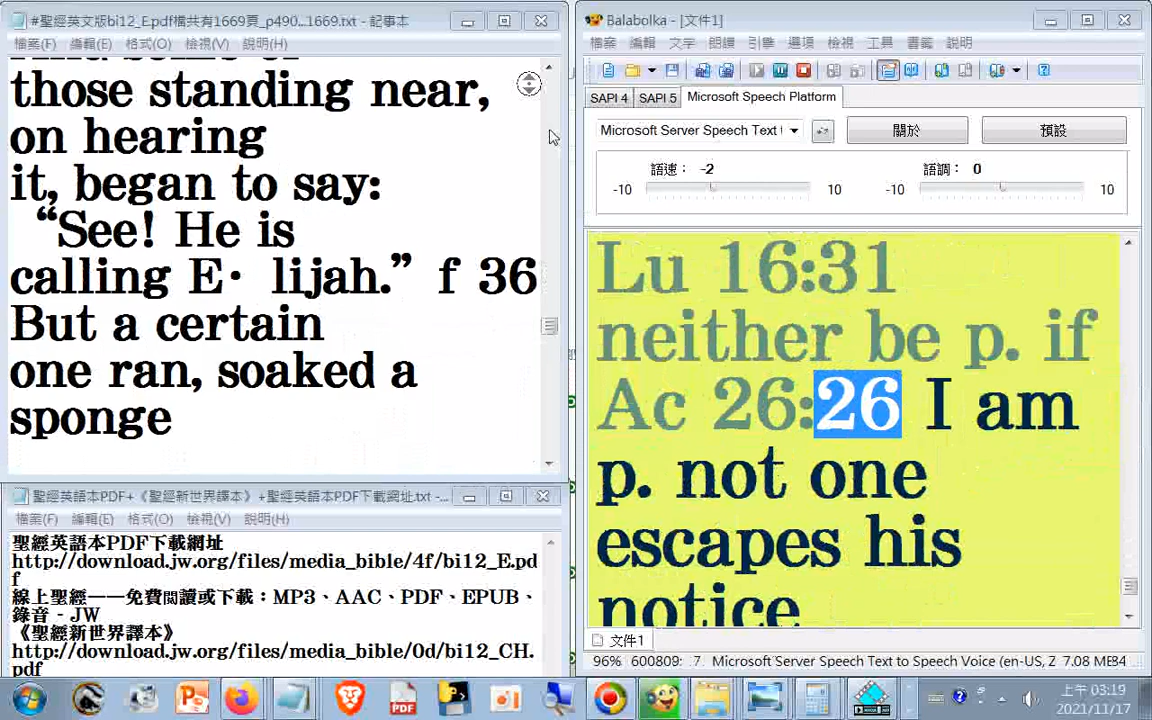 #聖經英文版bi12_E.pdf檔共有1669頁_p490...1669.txt - 記事本
檔案(F) 編輯(E) 格式(O) 檢視(V) 說明(H)
those standing near,
on hearing
it, began to say:
“See! He is
calling E· lijah.” f 36
But a certain
one ran, soaked a
sponge
聖經英語本PDF+《聖經新世界譯本》+聖經英語本PDF下載網址.txt -...
檔案(F) 編輯(E) 格式(O) 檢視(V) 說明(H)
聖經英語本PDF下載網址
http://download.jw.org/files/media_bible/4f/bi12_E.pd
f
線上聖經——免費閱讀或下載：MP3、AAC、PDF、EPUB、
錄音 - JW
《聖經新世界譯本》
http://download.jw.org/files/media_bible/0d/bi12_CH.
pdf
Balabolka - [文件1]
檔案 編輯 文字 朗讀 引擎 選項 檢視 工具 書籤 說明
SAPI 4 SAPI 5 Microsoft Speech Platform
Microsoft Server Speech Text 關於 預設
語速： -2 語調： 0
-10 10 -10 10
Lu 16:31
neither be p. if
Ac 26:26 I am
p. not one
escapes his
notice
文件1
96% 600809: .7 Microsoft Server Speech Text to Speech Voice (en-US, Z 7.08 MB
上午 03:19
2021/11/17